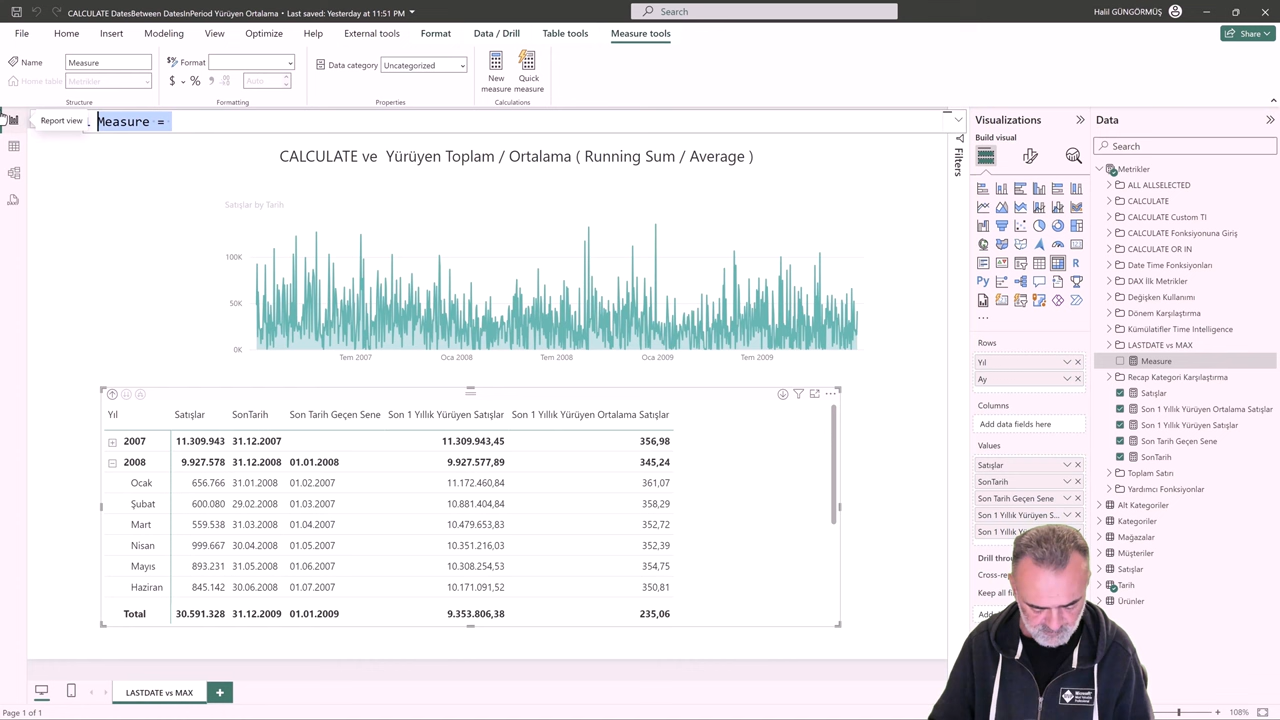 CALCULATE DatesBetween DatesInPeriod Yürüyen Ortalama • Last saved: Yesterday at 11:51 PM
Search
Halil GÜNGÖRMÜŞ
File Home Insert Modeling View Optimize Help External tools Format Data / Drill Table tools Measure tools
Share
Name Measure
Home table Metrikler
Structure
Format
$ % Auto
Formatting
Data category Uncategorized
Properties
New measure
Quick measure
Calculations
Report view
Measure =
CALCULATE ve Yürüyen Toplam / Ortalama ( Running Sum / Average )
Satışlar by Tarih
100K
50K
0K
Tem 2007 Oca 2008 Tem 2008 Oca 2009 Tem 2009
Yıl Satışlar SonTarih Son Tarih Geçen Sene Son 1 Yıllık Yürüyen Satışlar Son 1 Yıllık Yürüyen Ortalama Satışlar
2007 11.309.943 31.12.2007 11.309.943,45 356,98
2008 9.927.578 31.12.2008 01.01.2008 9.927.577,89 345,24
Ocak 656.766 31.01.2008 01.02.2007 11.172.460,84 361,07
Şubat 600.080 29.02.2008 01.03.2007 10.881.404,84 358,29
Mart 559.538 31.03.2008 01.04.2007 10.479.653,83 352,72
Nisan 999.667 30.04.2008 01.05.2007 10.351.216,03 352,39
Mayıs 893.231 31.05.2008 01.06.2007 10.308.254,53 354,75
Haziran 845.142 30.06.2008 01.07.2007 10.171.091,52 350,81
Total 30.591.328 31.12.2009 01.01.2009 9.353.806,38 235,06
Filters
Visualizations
Build visual
R
Py
Rows
Yıl
Ay
Columns
Add data fields here
Values
Satışlar
SonTarih
Son Tarih Geçen Sene
Son 1 Yıllık Yürüyen S...
Son 1 Yıllık
Drill
Cross-
Keep all
Data
Search
Metrikler
ALL ALLSELECTED
CALCULATE
CALCULATE Custom TI
CALCULATE Fonksiyonuna Giriş
CALCULATE OR IN
Date Time Fonksiyonları
DAX İlk Metrikler
Değişken Kullanımı
Dönem Karşılaştırma
Kümülatifler Time Intelligence
LASTDATE vs MAX
Measure
Recap Kategori Karşılaştırma
Satışlar
Son 1 Yıllık Yürüyen Ortalama Satışlar
Son 1 Yıllık Yürüyen Satışlar
Son Tarih Geçen Sene
SonTarih
Toplam Satırı
Yardımcı Fonksiyonlar
Alt Kategoriler
Kategoriler
Mağazalar
Müşteriler
Satışlar
Tarih
Ürünler
LASTDATE vs MAX
Page 1 of 1
108%